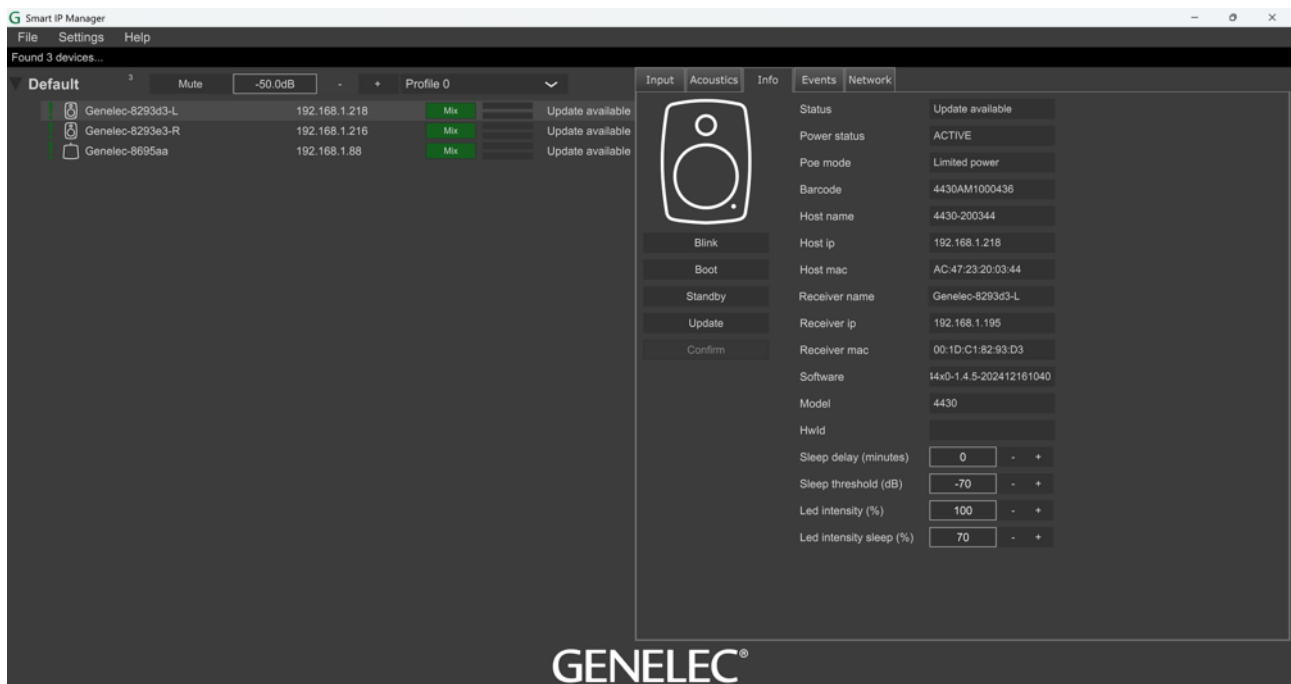 Smart IP Manager
File Settings Help
Found 3 devices...
Default 3 Mute -50.0dB - + Profile 0
Genelec-8293d3-L 192.168.1.218 Mix Update available
Genelec-8293e3-R 192.168.1.216 Mix Update available
Genelec-8695aa 192.168.1.88 Mix Update available
Input Acoustics Info Events Network
Blink
Boot
Standby
Update
Confirm
Status Update available
Power status ACTIVE
Poe mode Limited power
Barcode 4430AM1000436
Host name 4430-200344
Host ip 192.168.1.218
Host mac AC:47:23:20:03:44
Receiver name Genelec-8293d3-L
Receiver ip 192.168.1.195
Receiver mac 00:1D:C1:82:93:D3
Software 44x0-1.4.5-202412161040
Model 4430
HwId
Sleep delay (minutes) 0 - +
Sleep threshold (dB) -70 - +
Led intensity (%) 100 - +
Led intensity sleep (%) 70 - +
GENELEC®